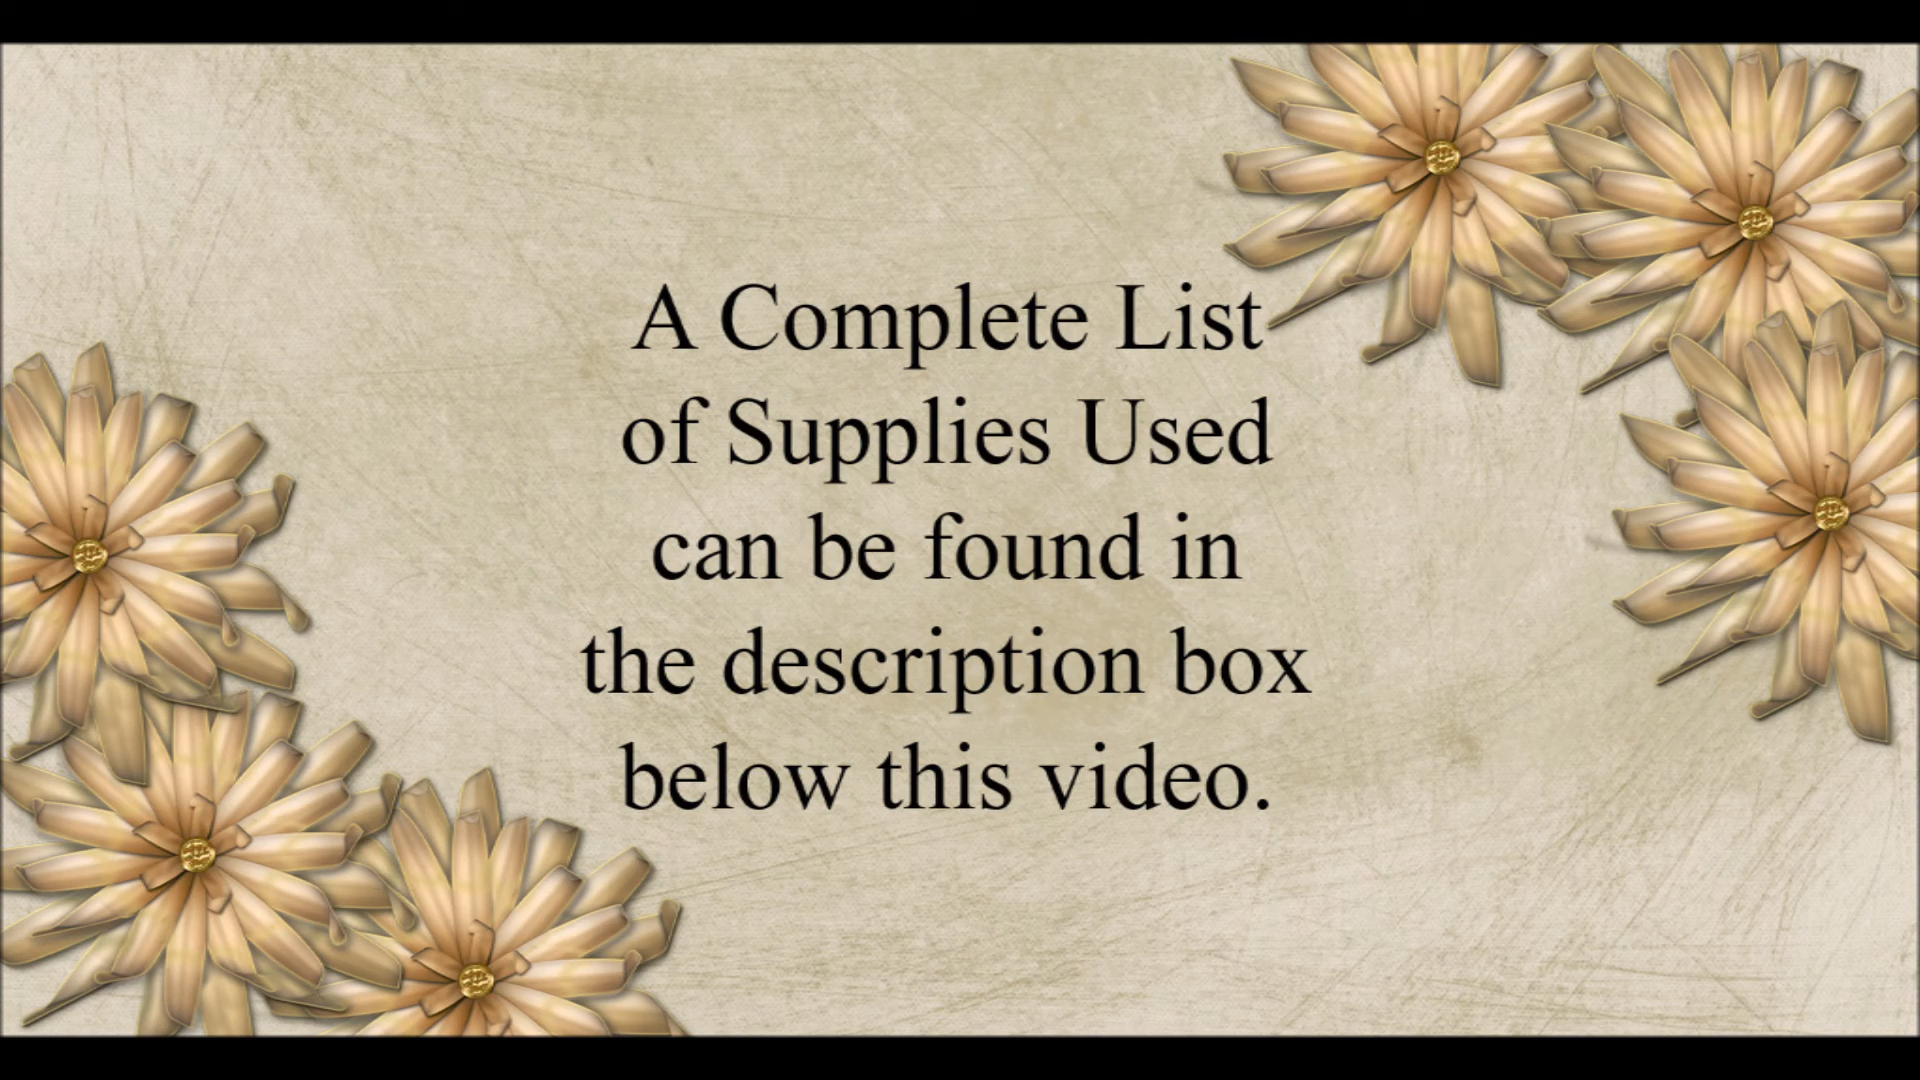 A Complete List
of Supplies Used
can be found in
the description box
below this video.